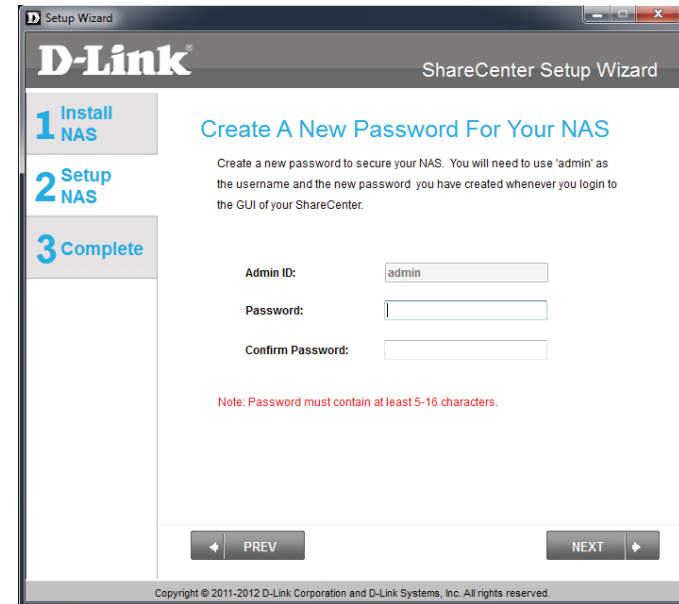 Setup Wizard
D-Link®
ShareCenter Setup Wizard
1 Install NAS
2 Setup NAS
3 Complete
Create A New Password For Your NAS
Create a new password to secure your NAS. You will need to use 'admin' as
the username and the new password you have created whenever you login to
the GUI of your ShareCenter.
Admin ID: admin
Password:
Confirm Password:
Note: Password must contain at least 5-16 characters.
PREV
NEXT
Copyright © 2011-2012 D-Link Corporation and D-Link Systems, Inc. All rights reserved.